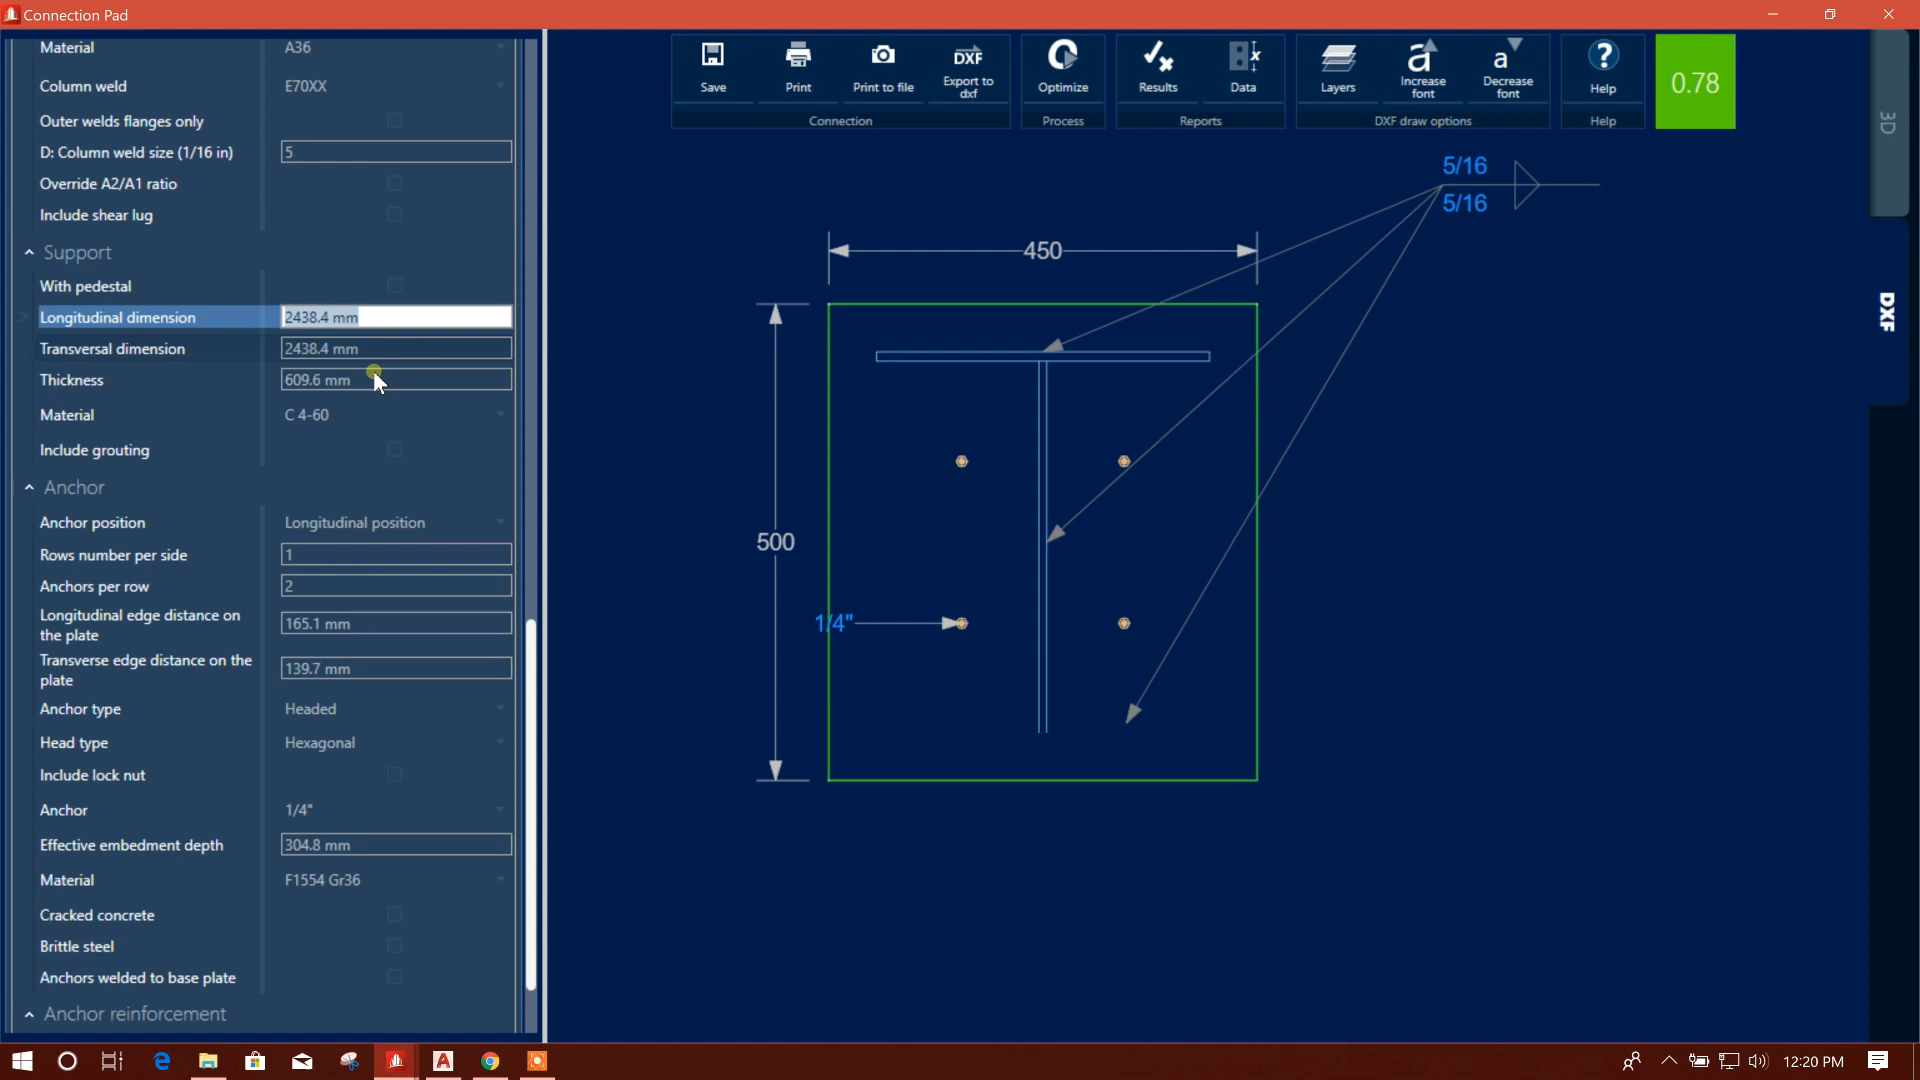 Connection Pad
Material A36
Column weld E70XX
Outer welds flanges only
D: Column weld size (1/16 in) 5
Override A2/A1 ratio
Include shear lug
Support
With pedestal
Longitudinal dimension 2438.4 mm
Transversal dimension 2438.4 mm
Thickness 609.6 mm
Material C 4-60
Include grouting
Anchor
Anchor position Longitudinal position
Rows number per side 1
Anchors per row 2
Longitudinal edge distance on
the plate 165.1 mm
Transverse edge distance on the
plate 139.7 mm
Anchor type Headed
Head type Hexagonal
Include lock nut
Anchor 1/4"
Effective embedment depth 304.8 mm
Material F1554 Gr36
Cracked concrete
Brittle steel
Anchors welded to base plate
Anchor reinforcement
Save
Print
Print to file
DXF
Export to
dxf
Connection
Optimize
Process
Results
Data
Reports
Layers
a
Increase
font
a
Decrease
font
DXF draw options
?
Help
Help
0.78
3D
DXF
5/16
5/16
450
500
1/4"
12:20 PM